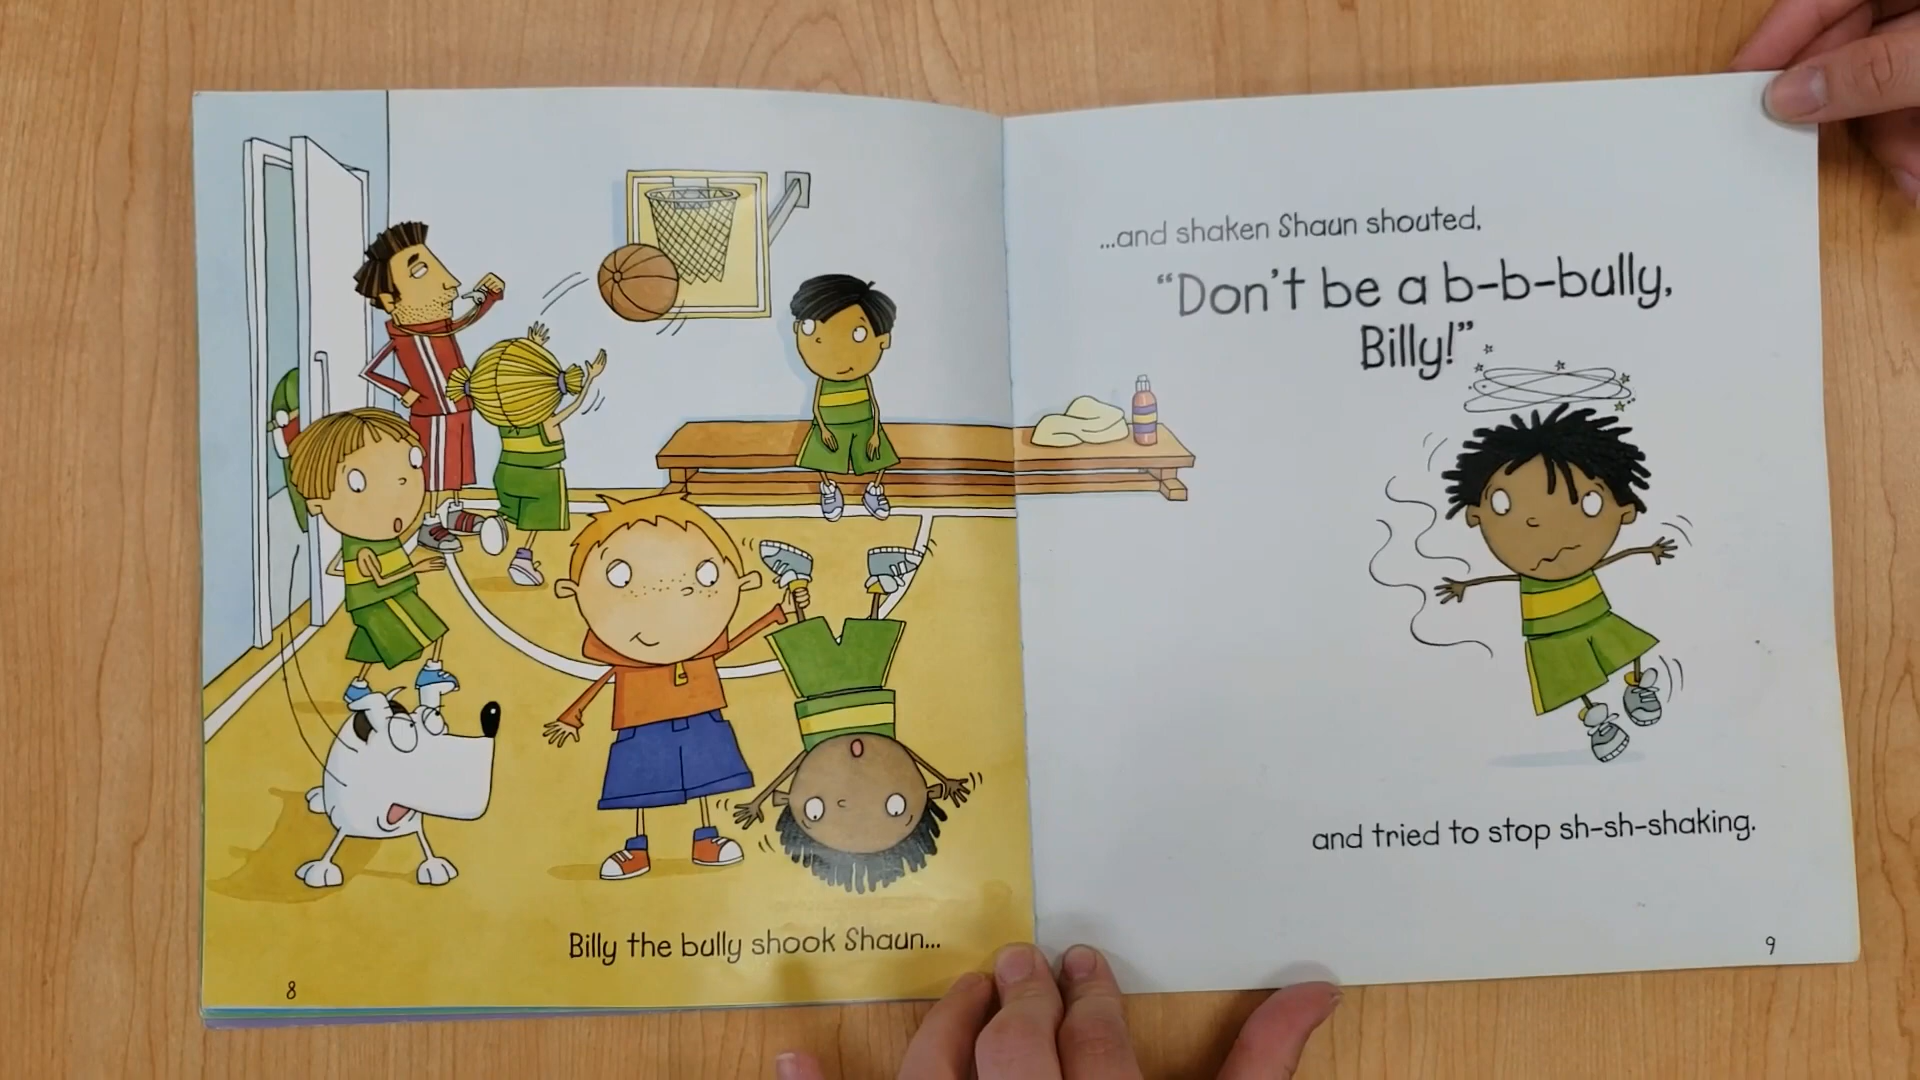 Billy the bully shook Shaun...
8
...and shaken Shaun shouted,
“Don’t be a b-b-bully,
Billy!”
and tried to stop sh-sh-shaking.
9